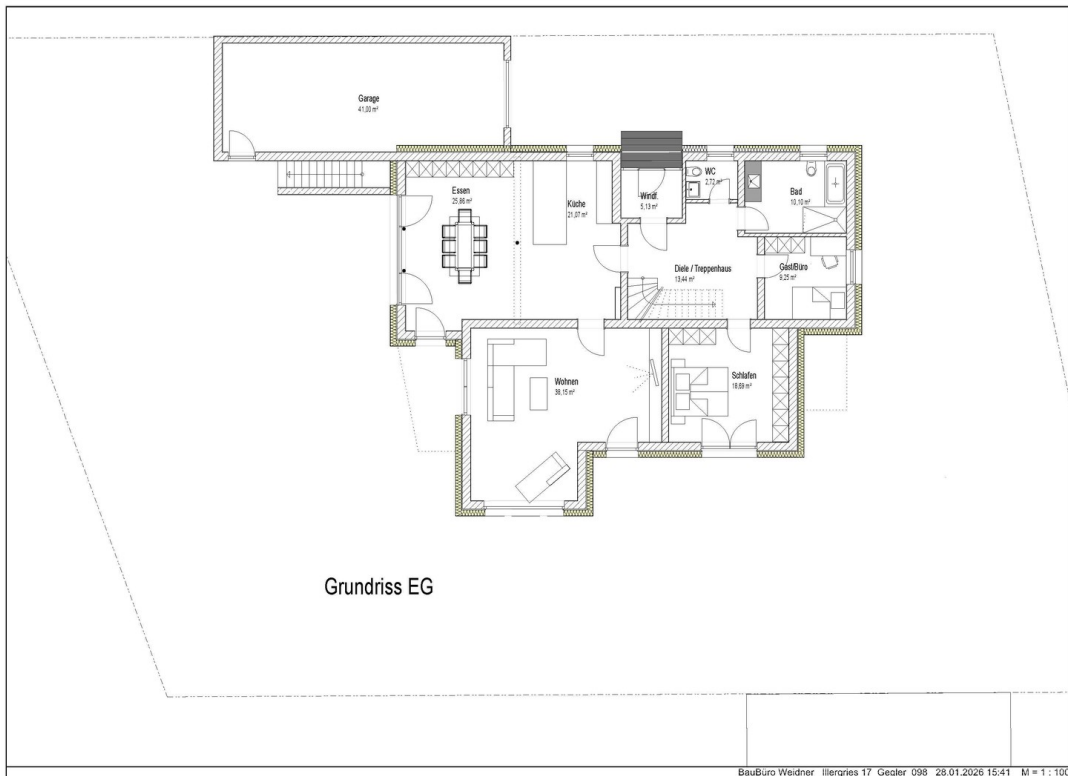 Garage
41,00 m²
Essen
25,86 m²
Küche
21,07 m²
Windf.
5,13 m²
WC
2,72 m²
Bad
10,10 m²
Diele / Treppenhaus
13,44 m²
Gast/Büro
9,25 m²
Wohnen
38,15 m²
Schlafen
18,69 m²
Grundriss EG
BauBüro Weidner Illergries 17 Gegler 098 28.01.2026 15:41 M = 1 : 100